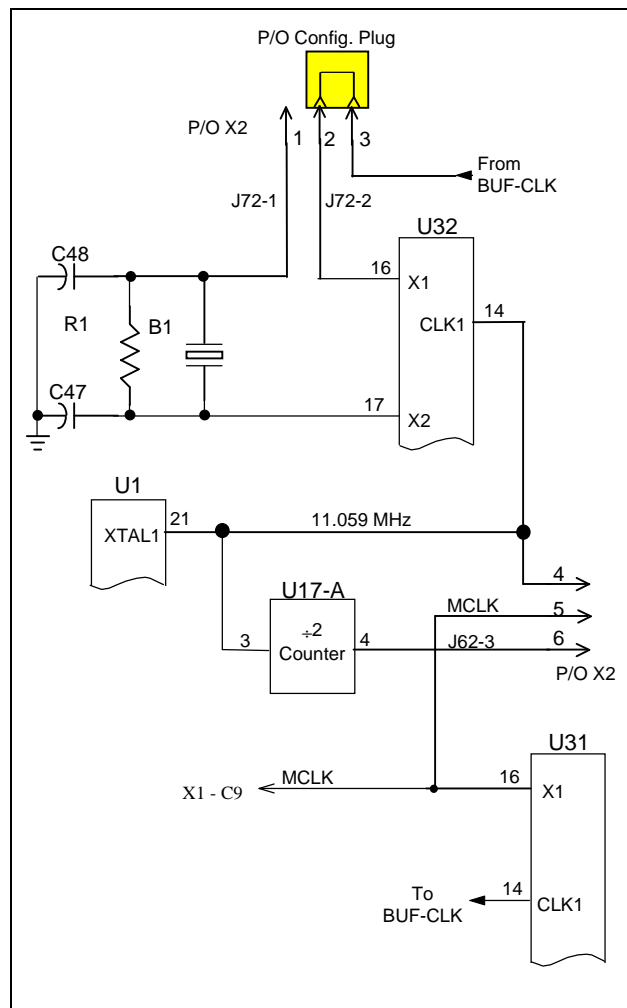 P/O Config. Plug
P/O X2
1
2
3
From
BUF-CLK
J72-1
J72-2
U32
C48
16
X1
14
CLK1
R1
B1
C47
17
X2
U1
21
XTAL1
11.059 MHz
4
U17-A
MCLK
5
÷2
3
Counter
4
J62-3
6
P/O X2
U31
MCLK
16
X1 - C9
X1
To
BUF-CLK
14
CLK1